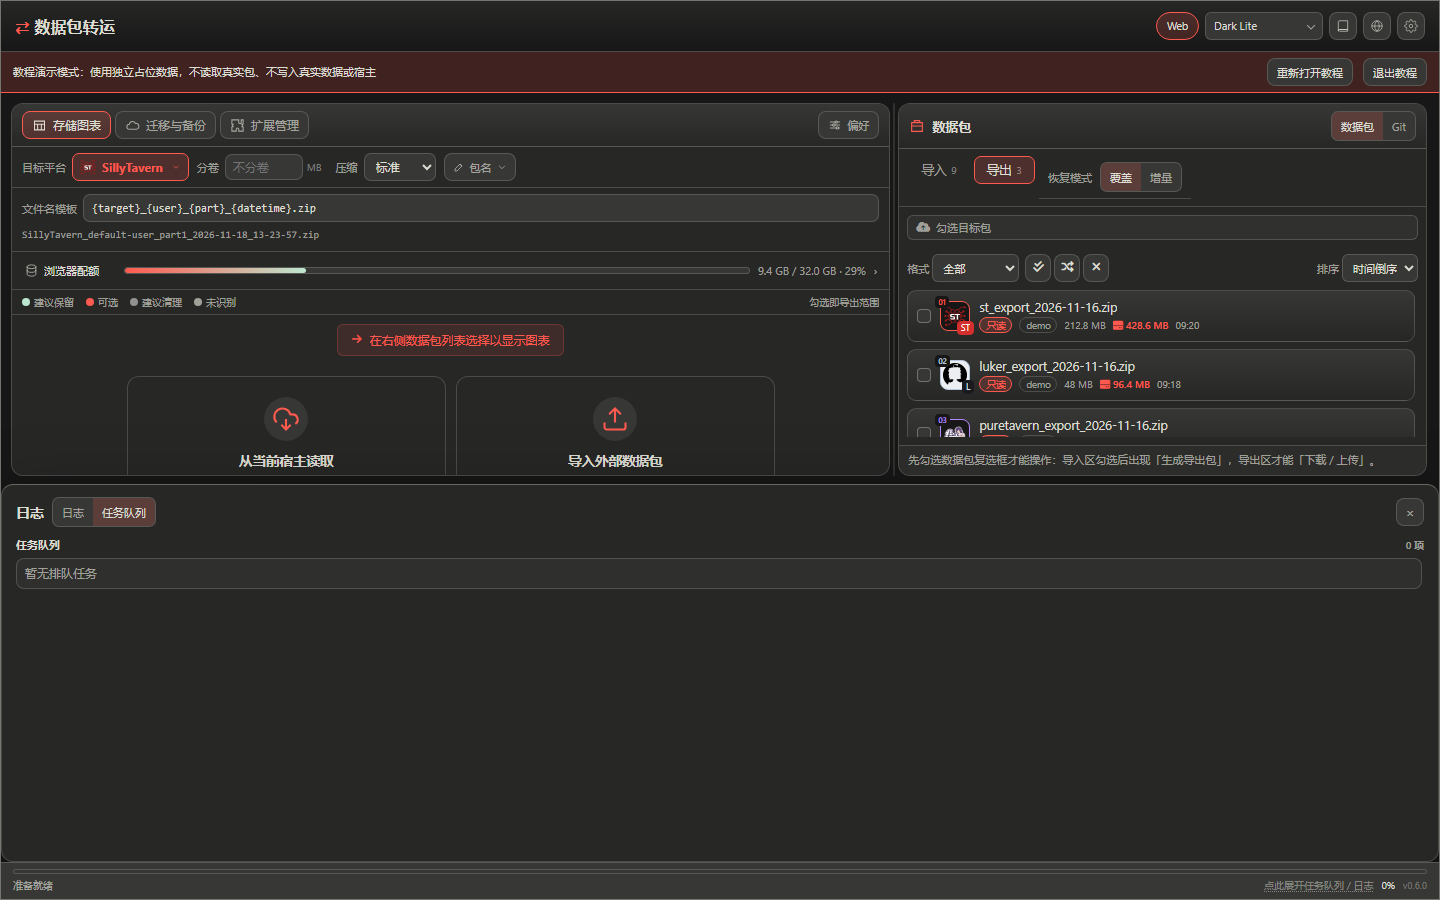 数据包转运
Web
Dark Lite
教程演示模式：使用独立占位数据，不读取真实包、不写入真实数据或宿主
重新打开教程
退出教程
存储图表
迁移与备份
扩展管理
偏好
目标平台
ST SillyTavern
分卷
不分卷
MB
压缩
标准
包名
文件名模板
{target}_{user}_{part}_{datetime}.zip
SillyTavern_default-user_part1_2026-11-18_13-23-57.zip
浏览器配额
9.4 GB / 32.0 GB · 29% ›
建议保留
可选
建议清理
未识别
勾选即导出范围
→ 在右侧数据包列表选择以显示图表
从当前宿主读取
导入外部数据包
数据包
数据包
Git
导入 9
导出 3
恢复模式
覆盖
增量
勾选目标包
格式
全部
排序
时间倒序
01
ST
ST
st_export_2026-11-16.zip
只读
demo
212.8 MB
428.6 MB
09:20
02
L
luker_export_2026-11-16.zip
只读
demo
48 MB
96.4 MB
09:18
03
puretavern_export_2026-11-16.zip
先勾选数据包复选框才能操作：导入区勾选后出现「生成导出包」，导出区才能「下载 / 上传」。
日志
日志
任务队列
×
任务队列
0 项
暂无排队任务
准备就绪
点此展开任务队列 / 日志
0%
v0.6.0